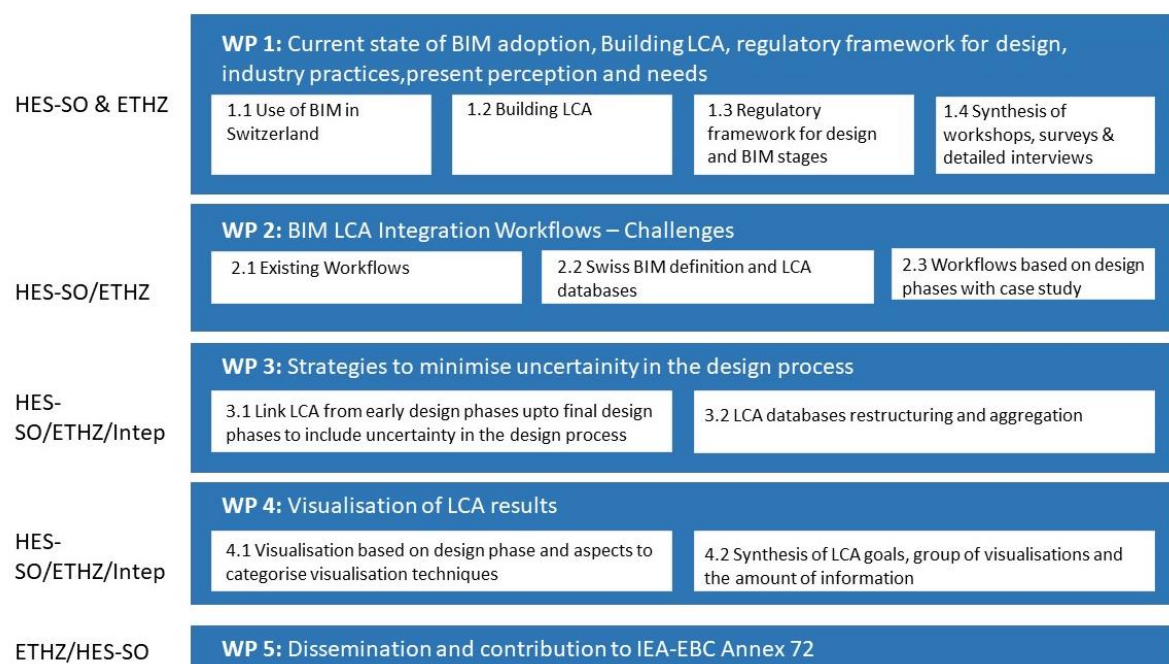 WP 1: Current state of BIM adoption, Building LCA, regulatory framework for design,
industry practices,present perception and needs
HES-SO & ETHZ
1.1 Use of BIM in
Switzerland
1.2 Building LCA
1.3 Regulatory
framework for design
and BIM stages
1.4 Synthesis of
workshops, surveys &
detailed interviews
WP 2: BIM LCA Integration Workflows – Challenges
HES-SO/ETHZ
2.1 Existing Workflows
2.2 Swiss BIM definition and LCA
databases
2.3 Workflows based on design
phases with case study
WP 3: Strategies to minimise uncertainity in the design process
HES-
SO/ETHZ/Intep
3.1 Link LCA from early design phases upto final design
phases to include uncertainty in the design process
3.2 LCA databases restructuring and aggregation
WP 4: Visualisation of LCA results
HES-
SO/ETHZ/Intep
4.1 Visualisation based on design phase and aspects to
categorise visualisation techniques
4.2 Synthesis of LCA goals, group of visualisations and
the amount of information
ETHZ/HES-SO
WP 5: Dissemination and contribution to IEA-EBC Annex 72